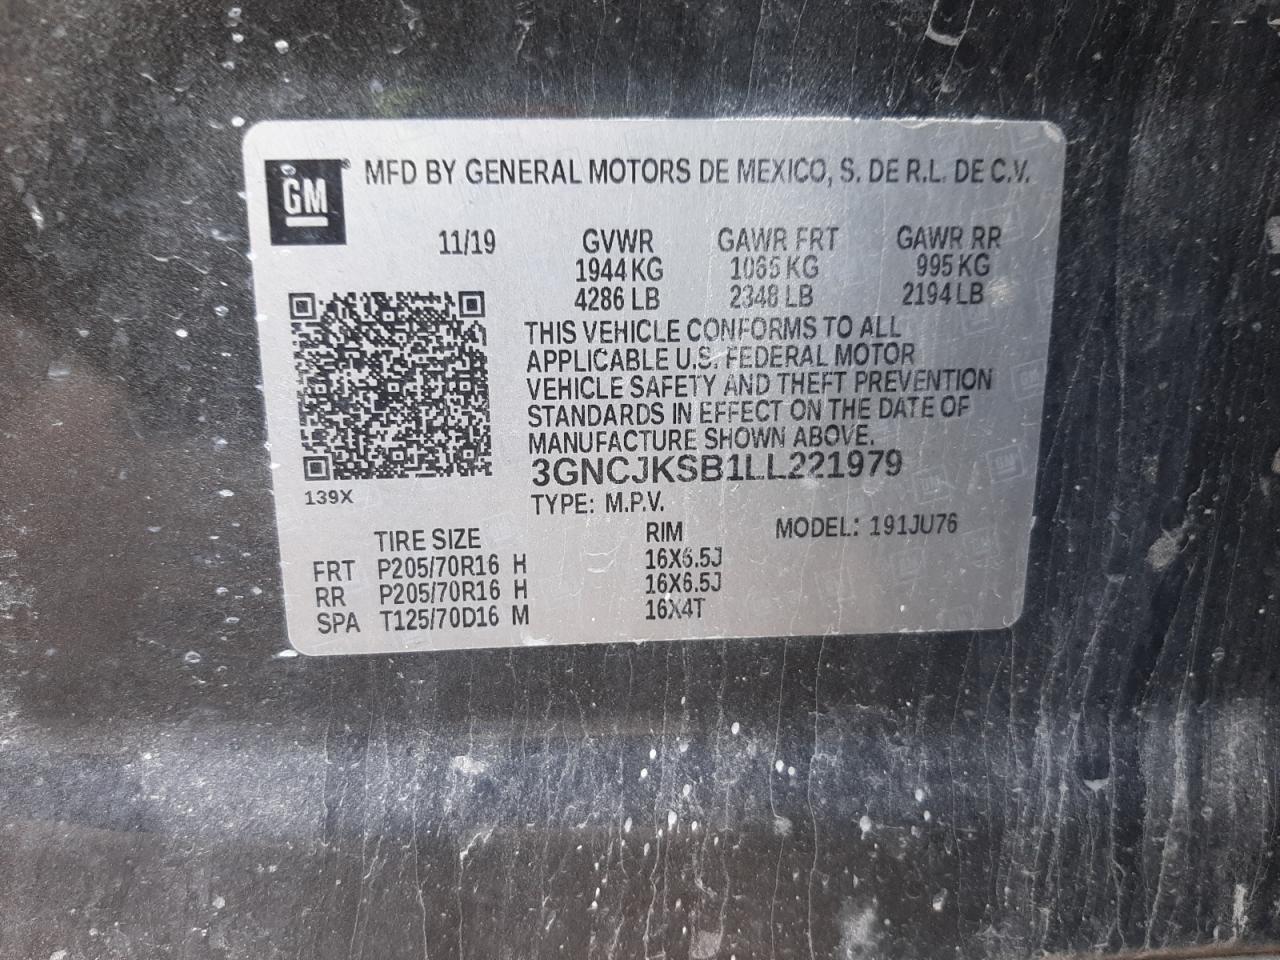 GM® MFD BY GENERAL MOTORS DE MEXICO, S. DE R.L. DE C.V.
11/19 GVWR GAWR FRT GAWR RR
1944 KG 1065 KG 995 KG
4286 LB 2348 LB 2194 LB
THIS VEHICLE CONFORMS TO ALL
APPLICABLE U.S. FEDERAL MOTOR
VEHICLE SAFETY AND THEFT PREVENTION
STANDARDS IN EFFECT ON THE DATE OF
MANUFACTURE SHOWN ABOVE.
3GNCJKSB1LL221979
139X
TYPE: M.P.V.
TIRE SIZE RIM MODEL: 191JU76
FRT P205/70R16 H 16X6.5J
RR P205/70R16 H 16X6.5J
SPA T125/70D16 M 16X4T